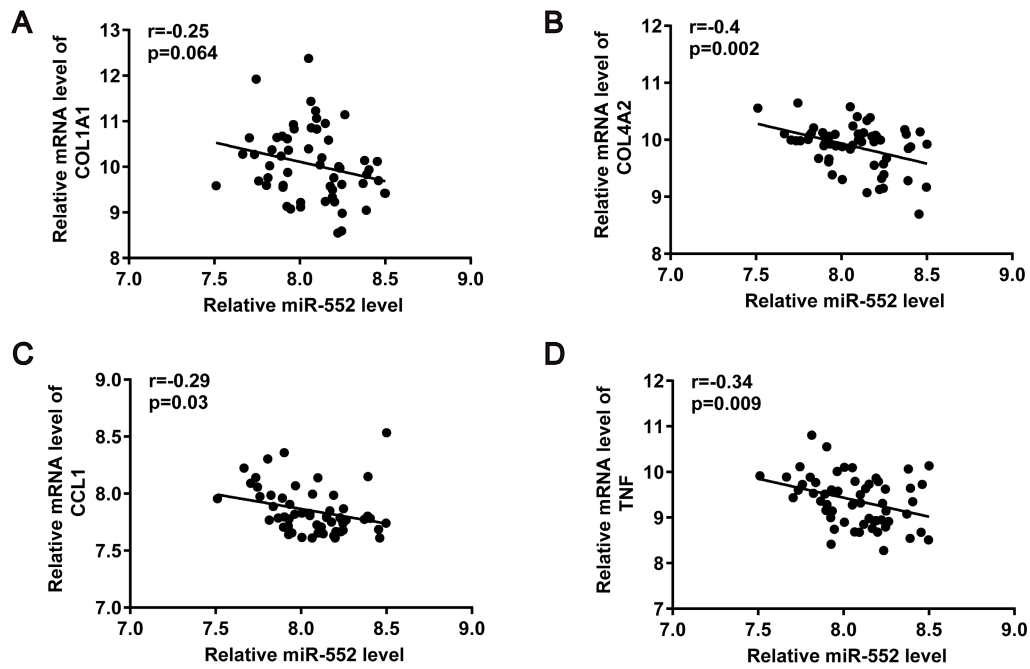 A
r=-0.25
p=0.064
Relative mRNA level of
COL1A1
13
12
11
10
9
8
7.0 7.5 8.0 8.5 9.0
Relative miR-552 level
B
r=-0.4
p=0.002
Relative mRNA level of
COL4A2
12
11
10
9
8
7.0 7.5 8.0 8.5 9.0
Relative miR-552 level
C
r=-0.29
p=0.03
Relative mRNA level of
CCL1
9.0
8.5
8.0
7.5
7.0
7.0 7.5 8.0 8.5 9.0
Relative miR-552 level
D
r=-0.34
p=0.009
Relative mRNA level of
TNF
12
11
10
9
8
7
7.0 7.5 8.0 8.5 9.0
Relative miR-552 level